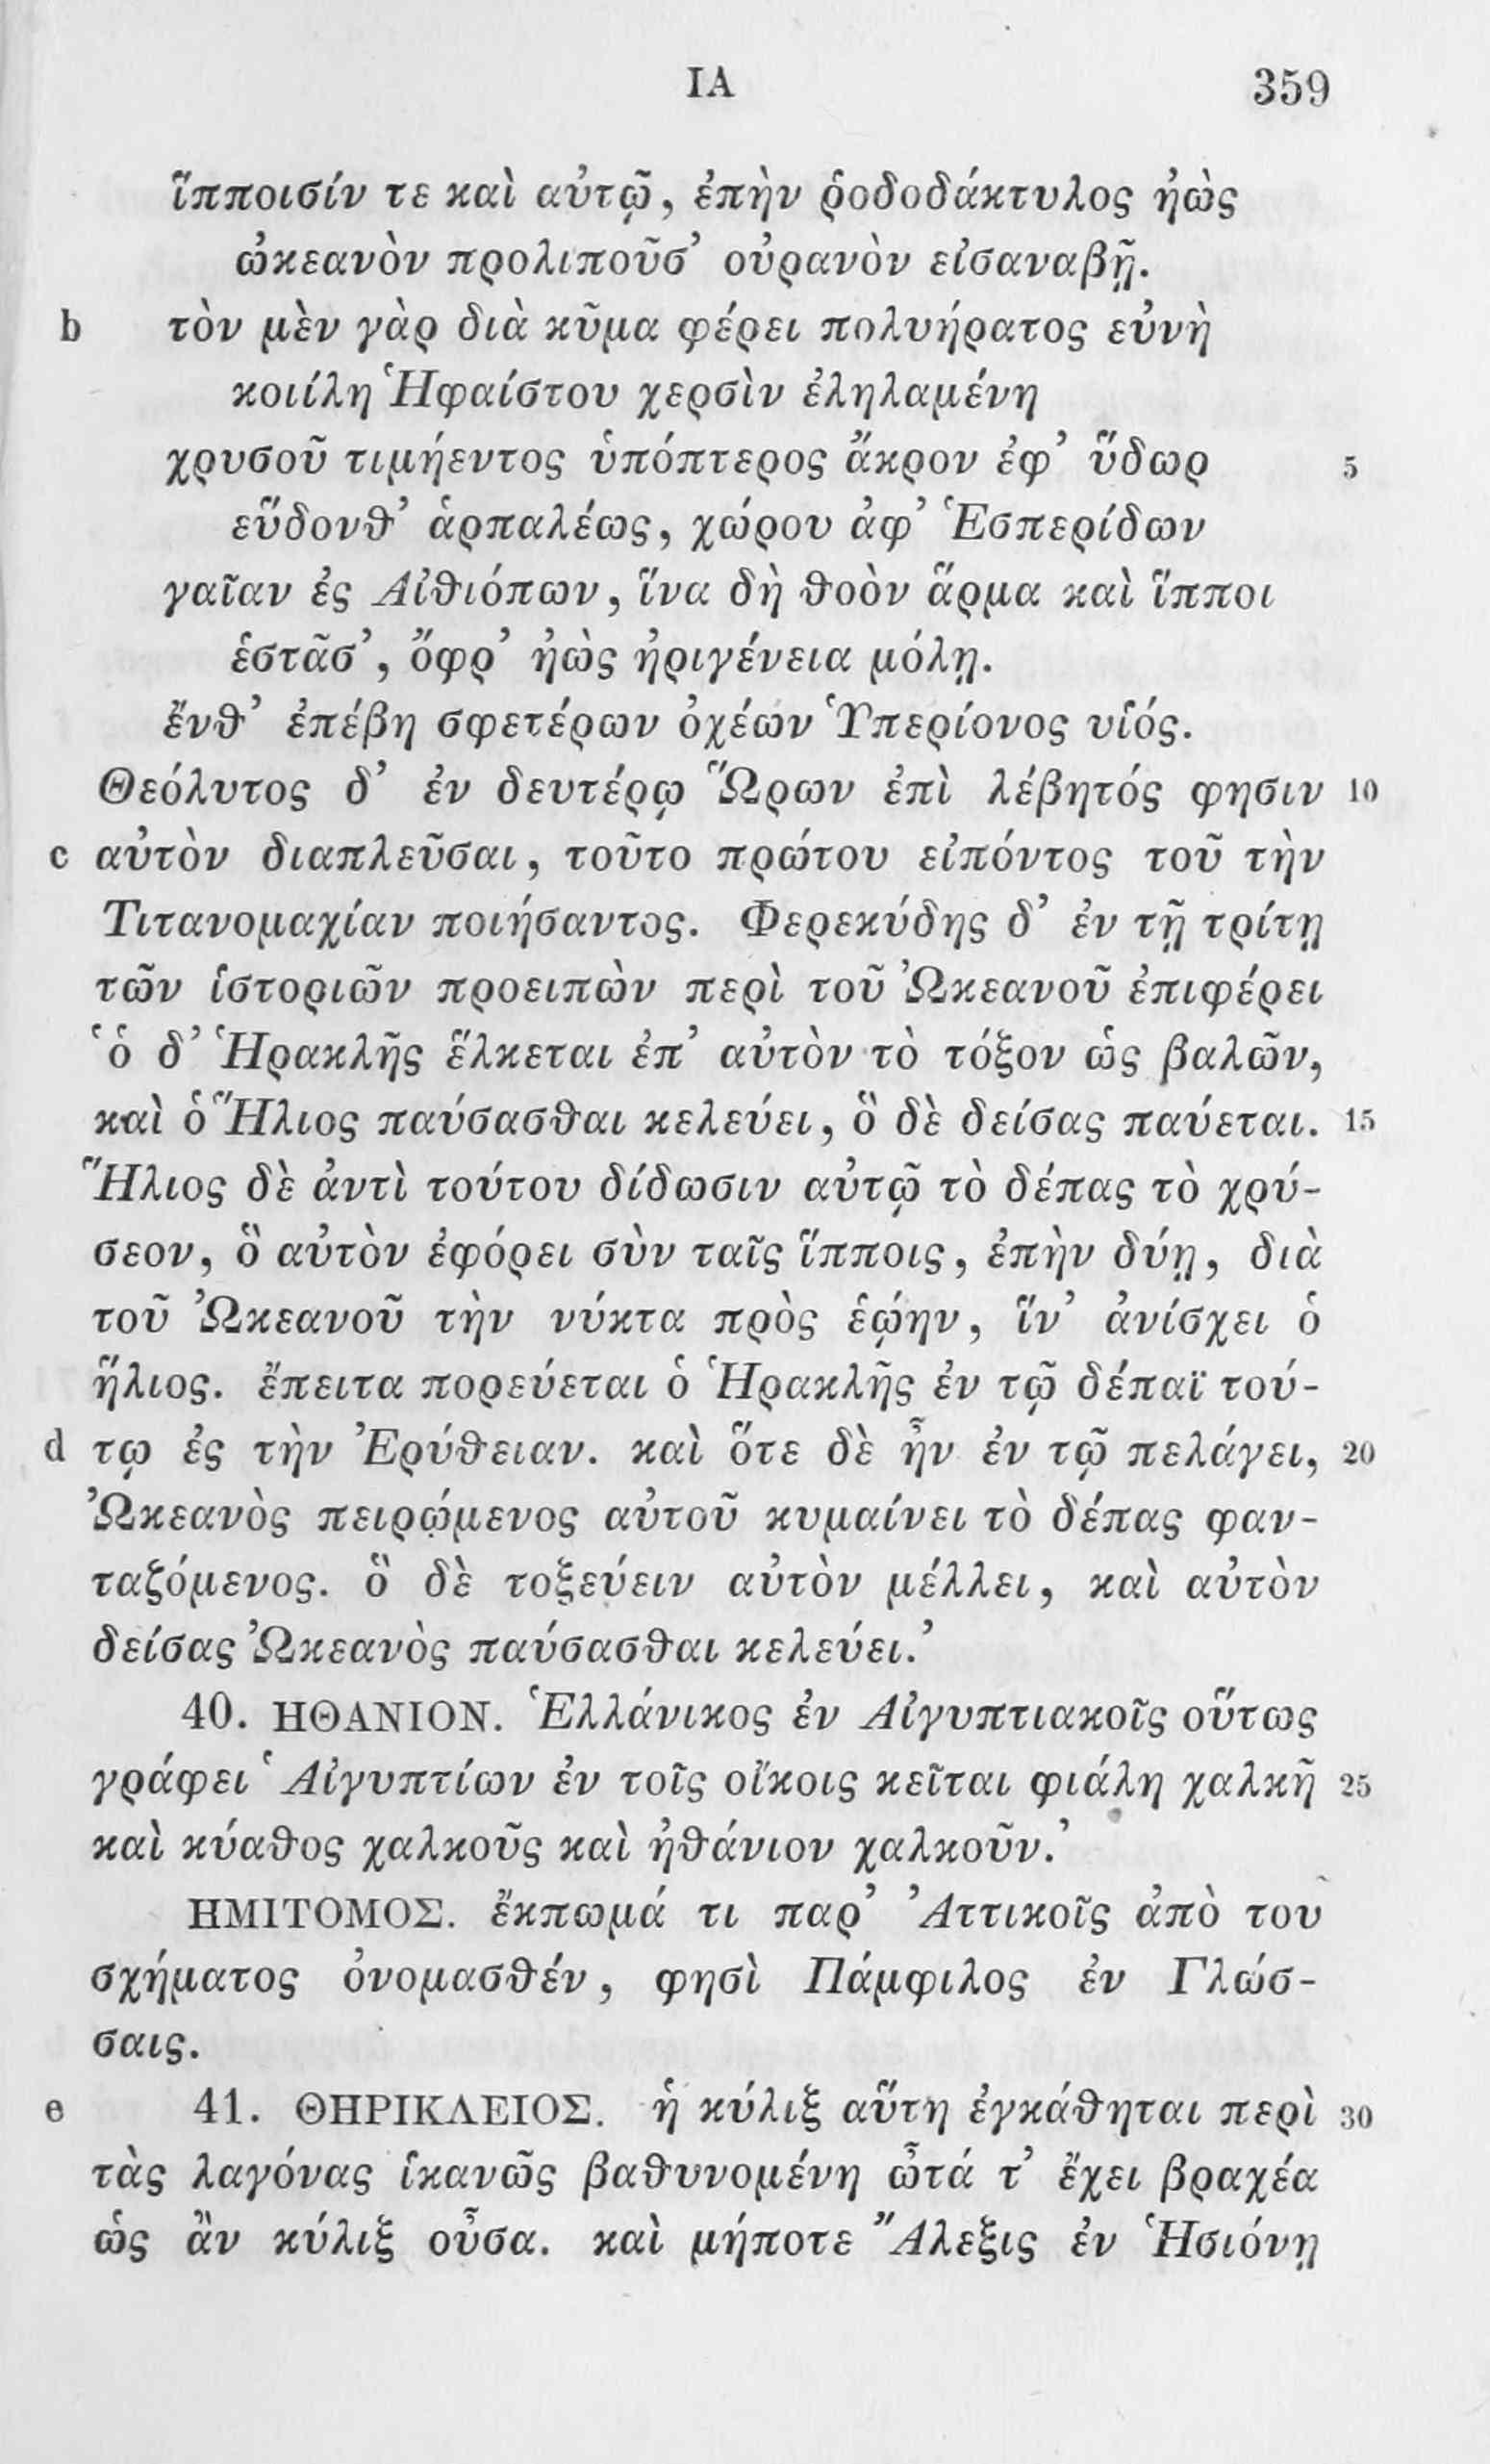 ΙΑ 359
ἵπποισίν τε καὶ αὐτῷ, ἐπὴν ῥοδοδάκτυλος ἠὼς
ὠκεανὸν προλιποῦσ’ οὐρανὸν εἰσαναβῇ.
b τὸν μὲν γὰρ διὰ κῦμα φέρει πολυήρατος εὐνὴ
κοιίλη Ἡφαίστου χερσὶν ἐληλαμένη
χρυσοῦ τιμήεντος ὑπόπτερος ἄκρον ἐφ’ ὕδωρ 5
εὕδονθ’ ἁρπαλέως, χώρου ἀφ’ Ἑσπερίδων
γαῖαν ἐς Αἰθιόπων, ἵνα δὴ θοὸν ἅρμα καὶ ἵπποι
ἑστᾶσ’, ὄφρ’ ἠὼς ἠριγένεια μόλῃ.
ἔνθ’ ἐπέβη σφετέρων ὀχέων Ὑπερίονος υἱός.
Θεόλυτος δ’ ἐν δευτέρῳ Ὥρων ἐπὶ λέβητός φησιν 10
c αὐτὸν διαπλεῦσαι, τοῦτο πρώτου εἰπόντος τοῦ τὴν
Τιτανομαχίαν ποιήσαντος. Φερεκύδης δ’ ἐν τῇ τρίτῃ
τῶν ἱστοριῶν προειπὼν περὶ τοῦ Ὠκεανοῦ ἐπιφέρει
‘ὁ δ’ Ἡρακλῆς ἕλκεται ἐπ’ αὐτὸν τὸ τόξον ὡς βαλῶν,
καὶ ὁ Ἥλιος παύσασθαι κελεύει, ὃ δὲ δείσας παύεται. 15
Ἥλιος δὲ ἀντὶ τούτου δίδωσιν αὐτῷ τὸ δέπας τὸ χρύ-
σεον, ὃ αὐτὸν ἐφόρει σὺν ταῖς ἵπποις, ἐπὴν δύῃ, διὰ
τοῦ Ὠκεανοῦ τὴν νύκτα πρὸς ἑῴην, ἵν’ ἀνίσχει ὁ
ἥλιος. ἔπειτα πορεύεται ὁ Ἡρακλῆς ἐν τῷ δέπαϊ τού-
d τῳ ἐς τὴν Ἐρύθειαν. καὶ ὅτε δὲ ἦν ἐν τῷ πελάγει, 20
Ὠκεανὸς πειρῴμενος αὐτοῦ κυμαίνει τὸ δέπας φαν-
ταζόμενος. ὃ δὲ τοξεύειν αὐτὸν μέλλει, καὶ αὐτὸν
δείσας Ὠκεανὸς παύσασθαι κελεύει.’
40. ΗΘΑΝΙΟΝ. Ἑλλάνικος ἐν Αἰγυπτιακοῖς οὕτως
γράφει ‘Αἰγυπτίων ἐν τοῖς οἴκοις κεῖται φιάλη χαλκῆ 25
καὶ κύαθος χαλκοῦς καὶ ἠθάνιον χαλκοῦν.’
ΗΜΙΤΟΜΟΣ. ἔκπωμά τι παρ’ Ἀττικοῖς ἀπὸ τοῦ
σχήματος ὀνομασθέν, φησὶ Πάμφιλος ἐν Γλώσ-
σαις.
e 41. ΘΗΡΙΚΛΕΙΟΣ. ἡ κύλιξ αὕτη ἐγκάθηται περὶ 30
τὰς λαγόνας ἱκανῶς βαθυνομένη ὦτά τ’ ἔχει βραχέα
ὡς ἂν κύλιξ οὖσα. καὶ μήποτε Ἄλεξις ἐν Ἡσιόνῃ